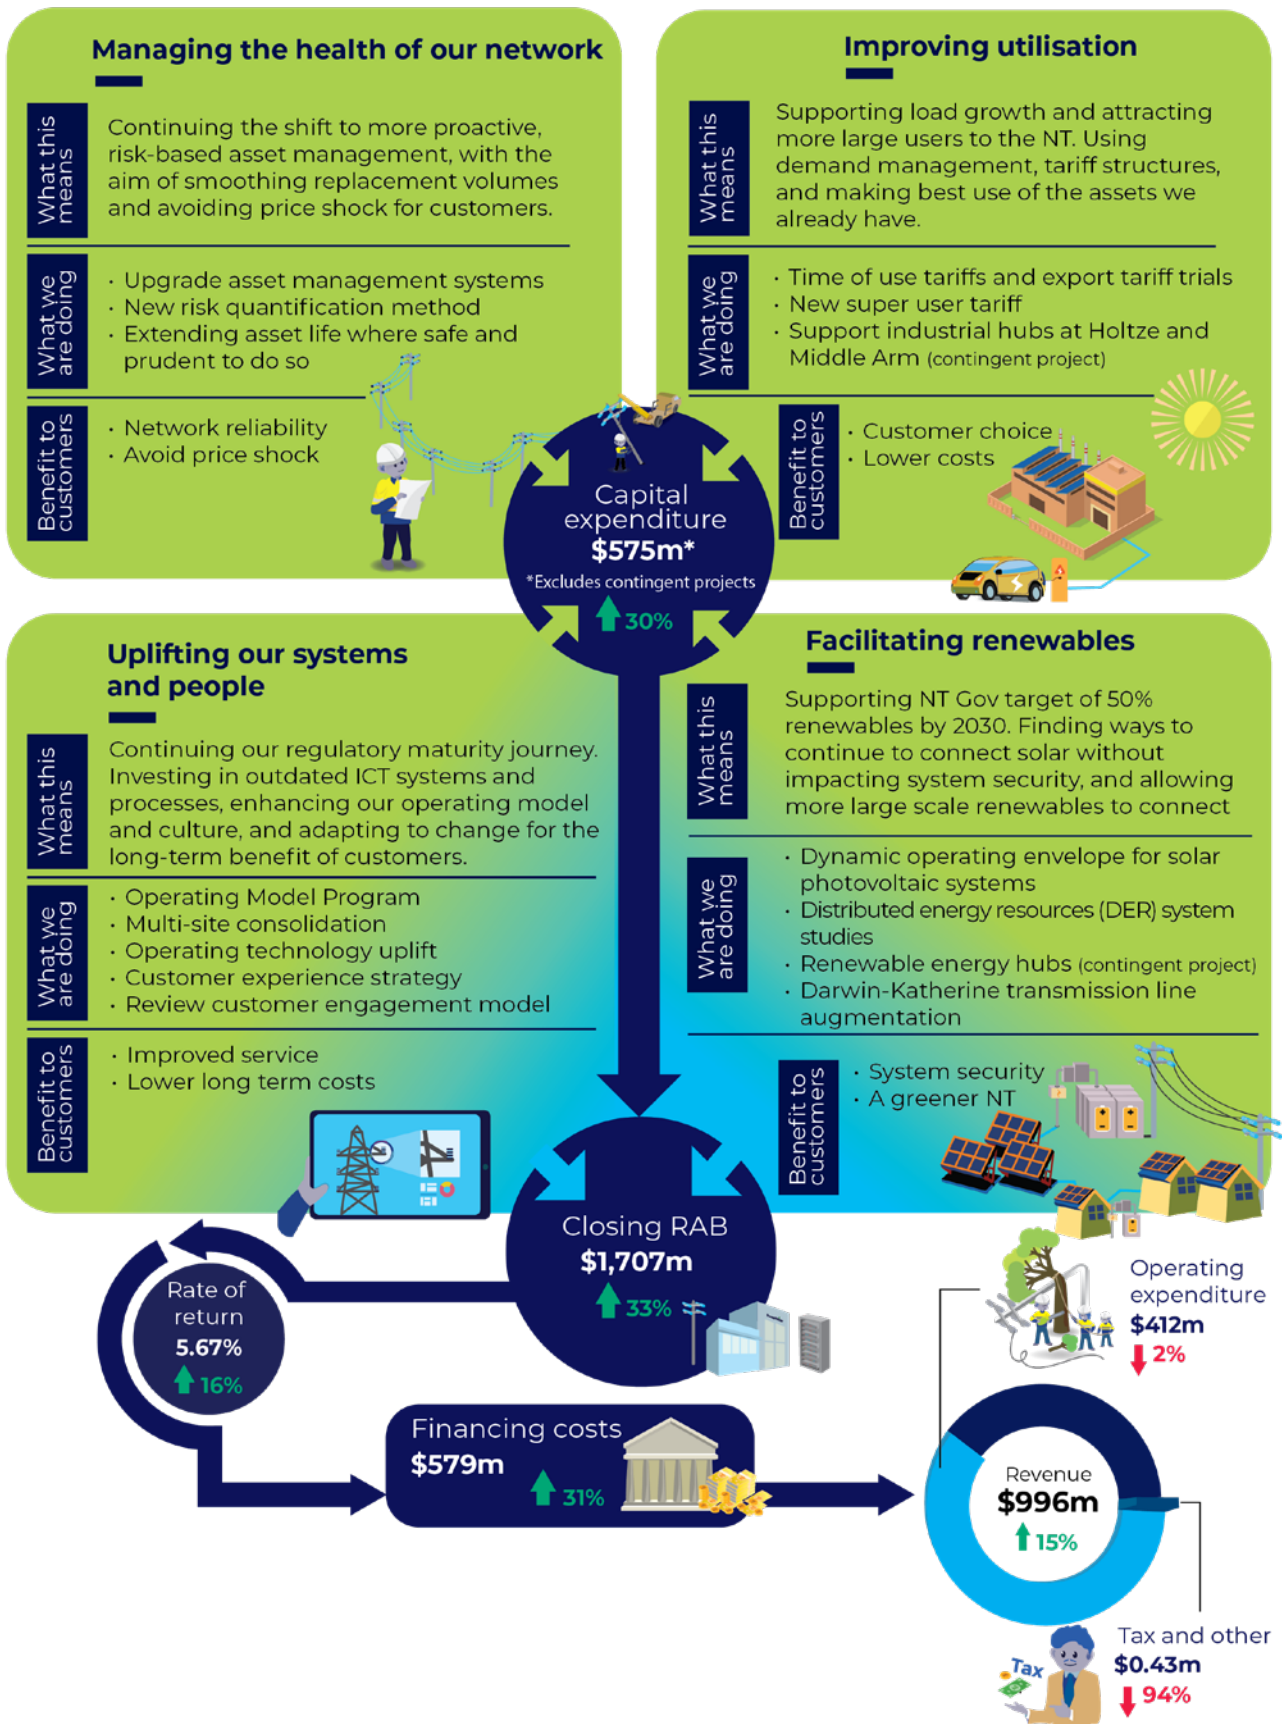 Managing the health of our network
What this
means
Continuing the shift to more proactive,
risk-based asset management, with the
aim of smoothing replacement volumes
and avoiding price shock for customers.
What we
are doing
· Upgrade asset management systems
· New risk quantification method
· Extending asset life where safe and
prudent to do so
Benefit to
customers
· Network reliability
· Avoid price shock
Improving utilisation
What this
means
Supporting load growth and attracting
more large users to the NT. Using
demand management, tariff structures,
and making best use of the assets we
already have.
What we
are doing
· Time of use tariffs and export tariff trials
· New super user tariff
· Support industrial hubs at Holtze and
Middle Arm (contingent project)
Benefit to
customers
· Customer choice
· Lower costs
Capital
expenditure
$575m*
*Excludes contingent projects
30%
Uplifting our systems
and people
What this
means
Continuing our regulatory maturity journey.
Investing in outdated ICT systems and
processes, enhancing our operating model
and culture, and adapting to change for the
long-term benefit of customers.
What we
are doing
· Operating Model Program
· Multi-site consolidation
· Operating technology uplift
· Customer experience strategy
· Review customer engagement model
Benefit to
customers
· Improved service
· Lower long term costs
Facilitating renewables
What this
means
Supporting NT Gov target of 50%
renewables by 2030. Finding ways to
continue to connect solar without
impacting system security, and allowing
more large scale renewables to connect
What we
are doing
· Dynamic operating envelope for solar
photovoltaic systems
· Distributed energy resources (DER) system
studies
· Renewable energy hubs (contingent project)
· Darwin-Katherine transmission line
augmentation
Benefit to
customers
· System security
· A greener NT
Closing RAB
$1,707m
33%
Rate of
return
5.67%
16%
Financing costs
$579m
31%
Operating
expenditure
$412m
2%
Revenue
$996m
15%
Tax and other
$0.43m
94%
Tax